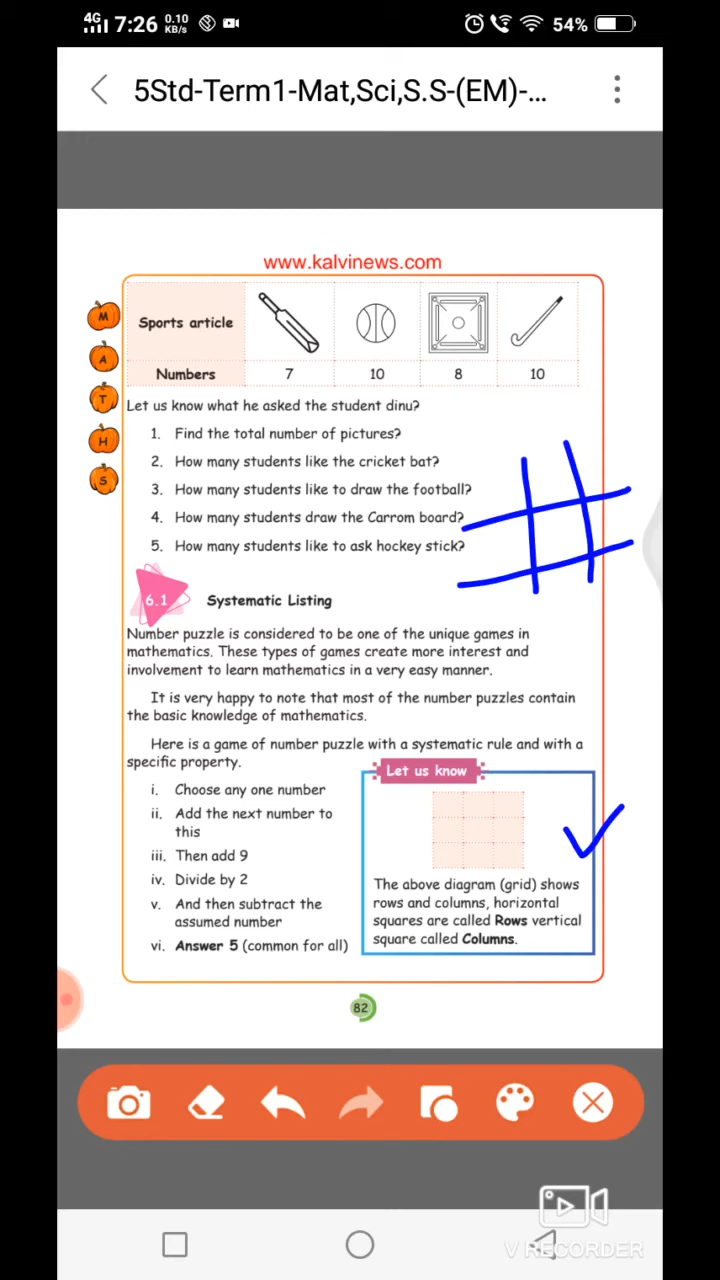 4G 7:26 0.10 KB/s 54%
5Std-Term1-Mat,Sci,S.S-(EM)-...
www.kalvinews.com
M
A
T
H
S
Sports article
Numbers 7 10 8 10
Let us know what he asked the student dinu?
1. Find the total number of pictures?
2. How many students like the cricket bat?
3. How many students like to draw the football?
4. How many students draw the Carrom board?
5. How many students like to ask hockey stick?
6.1 Systematic Listing
Number puzzle is considered to be one of the unique games in
mathematics. These types of games create more interest and
involvement to learn mathematics in a very easy manner.
It is very happy to note that most of the number puzzles contain
the basic knowledge of mathematics.
Here is a game of number puzzle with a systematic rule and with a
specific property.
i. Choose any one number
ii. Add the next number to
this
iii. Then add 9
iv. Divide by 2
v. And then subtract the
assumed number
vi. Answer 5 (common for all)
Let us know
The above diagram (grid) shows
rows and columns, horizontal
squares are called Rows vertical
square called Columns.
82
V RECORDER